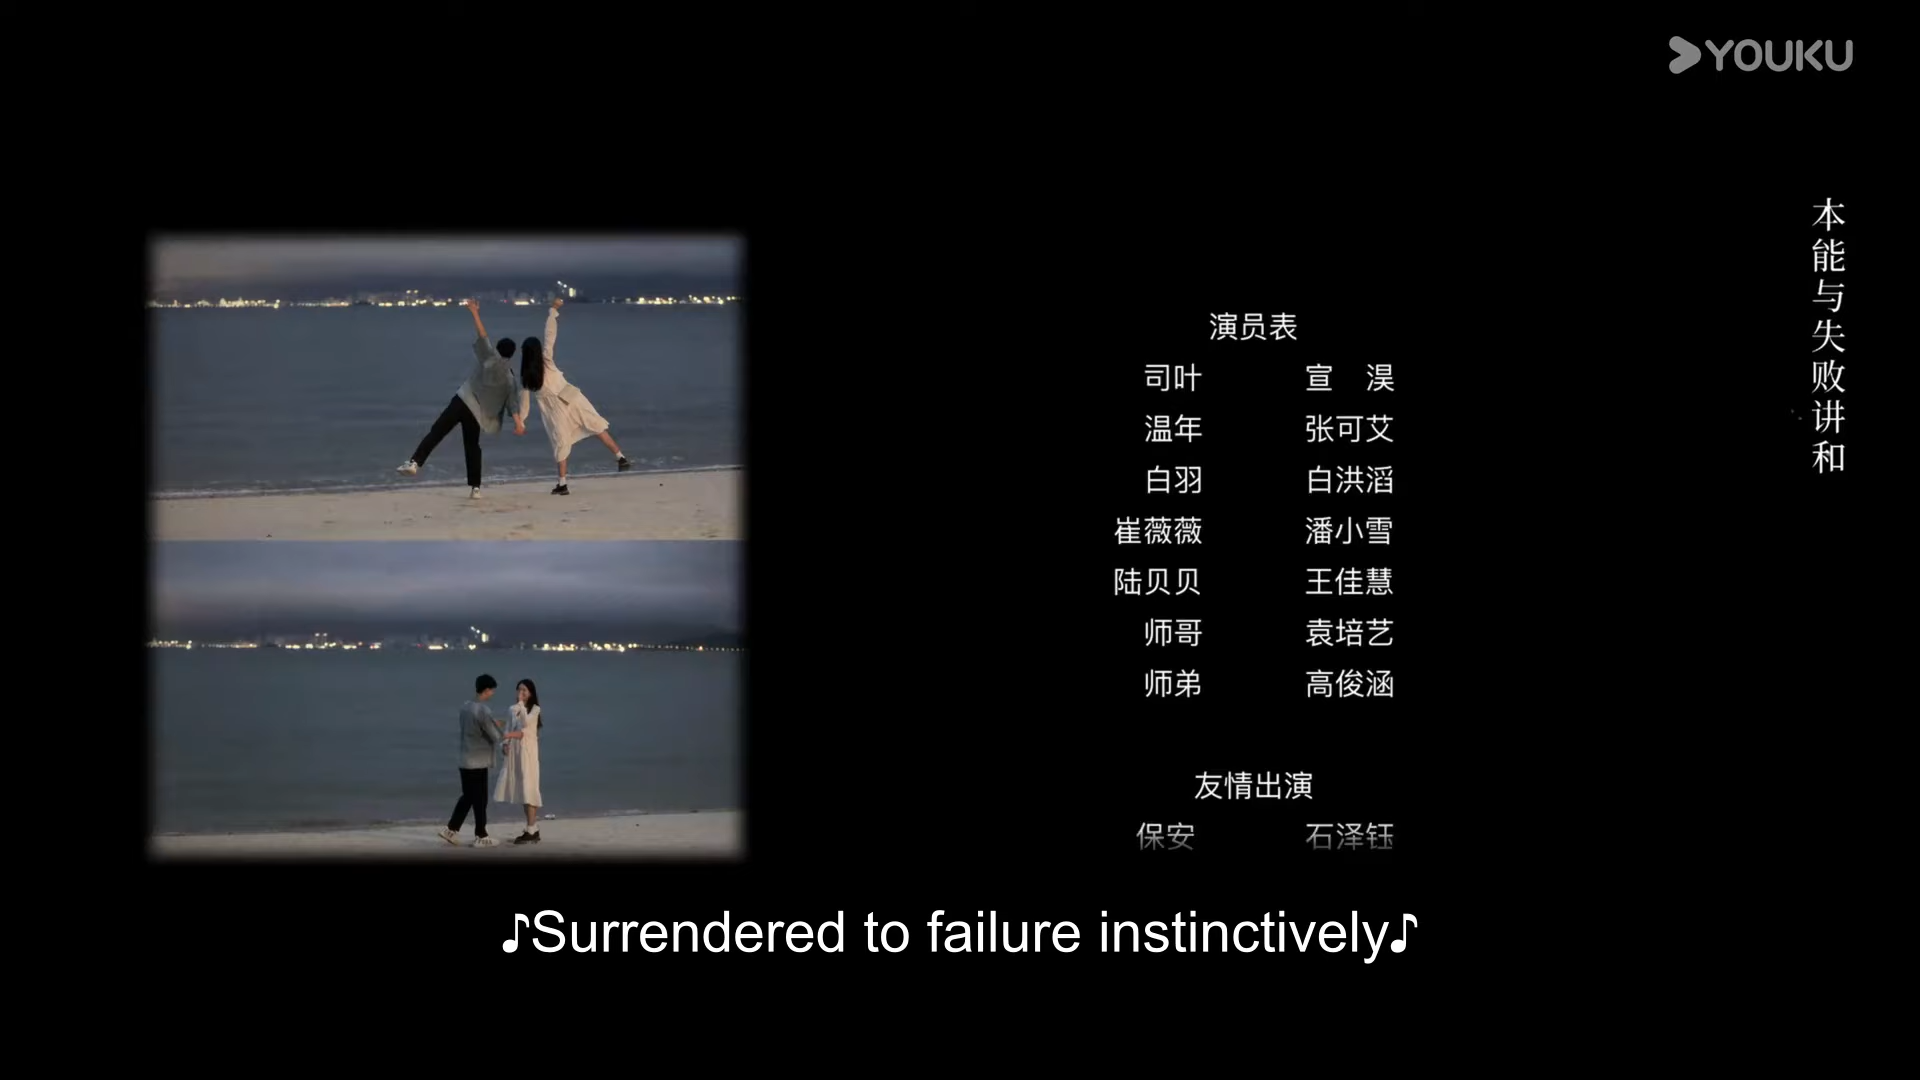 YOUKU
本能与失败讲和
演员表
司叶 宣淏
温年 张可艾
白羽 白洪滔
崔薇薇 潘小雪
陆贝贝 王佳慧
师哥 袁培艺
师弟 高俊涵
友情出演
保安 石泽钰
♪Surrendered to failure instinctively♪